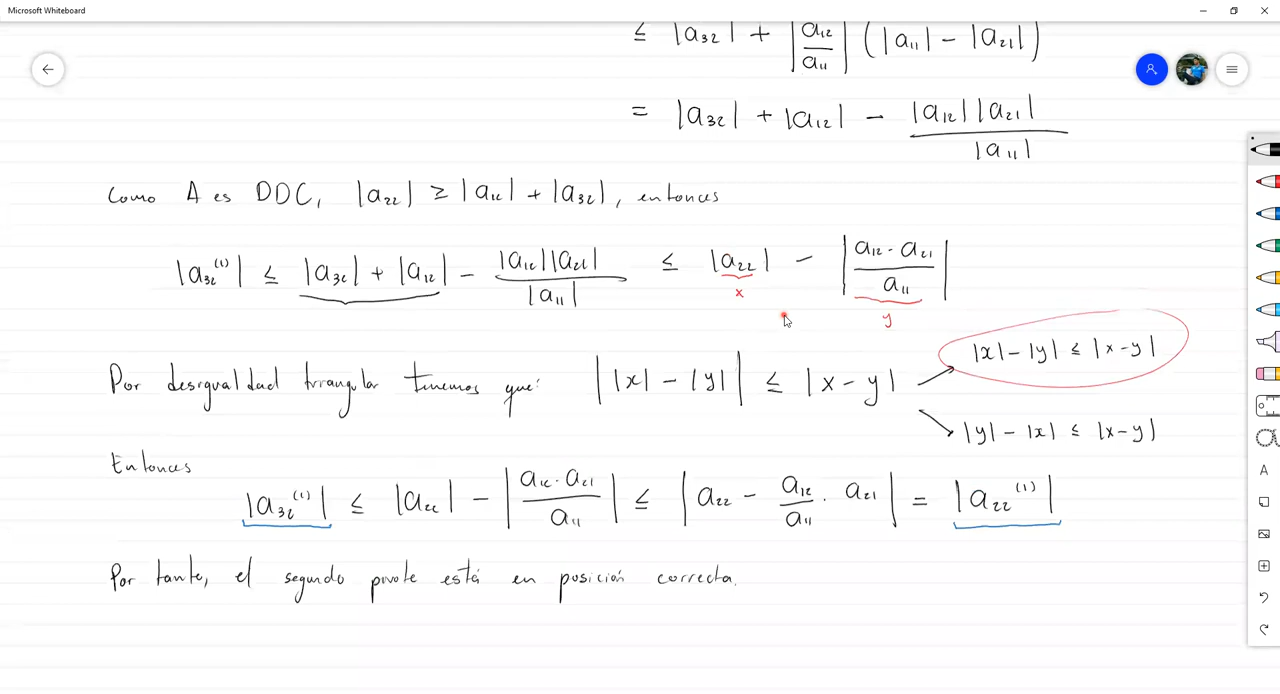 Microsoft Whiteboard
≤ |a₃₂| + |a₁₂/a₁₁| (|a₁₁| − |a₂₁|)
= |a₃₂| + |a₁₂| − |a₁₂||a₂₁|/|a₁₁|
Como A es DDC, |a₂₂| ≥ |a₁₂| + |a₃₂|, entonces
|a₃₂⁽¹⁾| ≤ |a₃₂| + |a₁₂| − |a₁₂||a₂₁|/|a₁₁| ≤ |a₂₂| − |a₁₂·a₂₁/a₁₁|
x
y
|x| − |y| ≤ |x − y|
Por desigualdad triangular tenemos que: ||x| − |y|| ≤ |x − y|
|y| − |x| ≤ |x − y|
Entonces
|a₃₂⁽¹⁾| ≤ |a₂₂| − |a₁₂·a₂₁/a₁₁| ≤ |a₂₂ − a₁₂/a₁₁ · a₂₁| = |a₂₂⁽¹⁾|
Por tanto, el segundo pivote está en posición correcta.
A